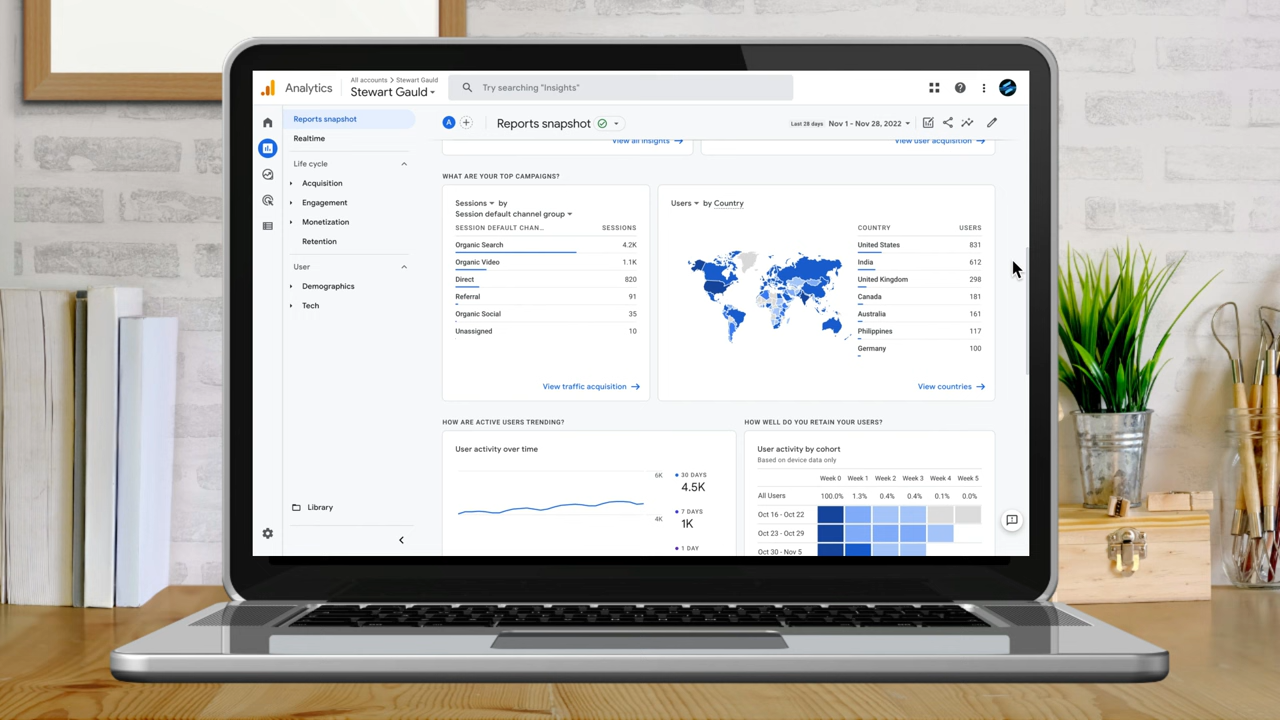 Analytics
All accounts > Stewart Gauld
Stewart Gauld
Try searching "Insights"
Reports snapshot
Realtime
Life cycle
Acquisition
Engagement
Monetization
Retention
User
Demographics
Tech
Library
A
Reports snapshot
Last 28 days Nov 1 - Nov 28, 2022
View all insights
View user acquisition
WHAT ARE YOUR TOP CAMPAIGNS?
Sessions by
Session default channel group
SESSION DEFAULT CHAN... SESSIONS
Organic Search 4.2K
Organic Video 1.1K
Direct 820
Referral 91
Organic Social 35
Unassigned 10
View traffic acquisition
Users by Country
COUNTRY USERS
United States 831
India 612
United Kingdom 298
Canada 181
Australia 161
Philippines 117
Germany 100
View countries
HOW ARE ACTIVE USERS TRENDING?
User activity over time
6K
4K
30 DAYS
4.5K
7 DAYS
1K
1 DAY
HOW WELL DO YOU RETAIN YOUR USERS?
User activity by cohort
Based on device data only
Week 0 Week 1 Week 2 Week 3 Week 4 Week 5
All Users 100.0% 1.3% 0.4% 0.4% 0.1% 0.0%
Oct 16 - Oct 22
Oct 23 - Oct 29
Oct 30 - Nov 5